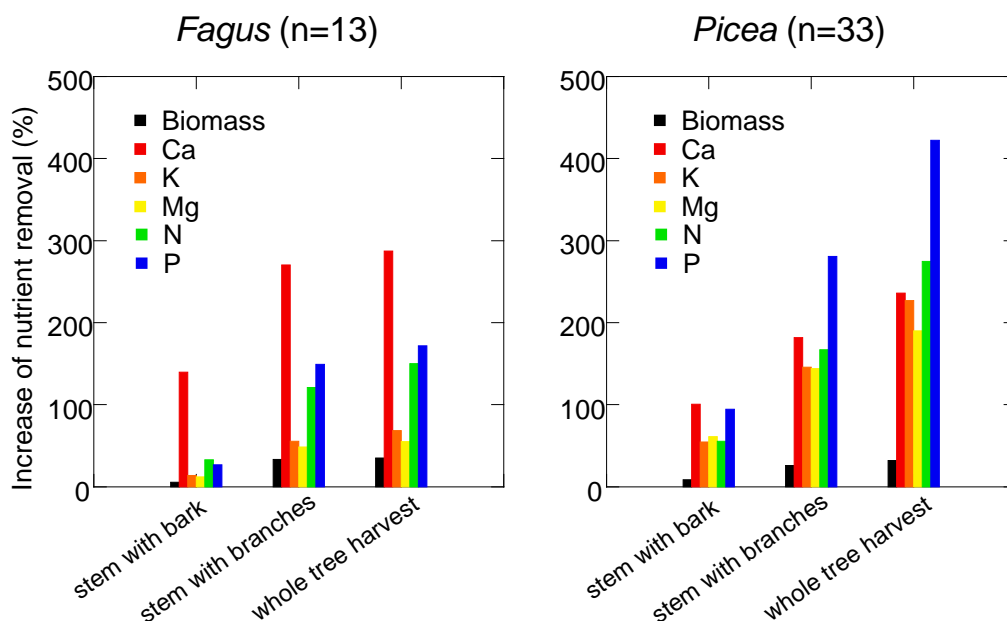 Fagus (n=13)
Picea (n=33)
Increase of nutrient removal (%)
500
400
300
200
100
0
Biomass
Ca
K
Mg
N
P
stem with bark
stem with branches
whole tree harvest
500
400
300
200
100
0
Biomass
Ca
K
Mg
N
P
stem with bark
stem with branches
whole tree harvest